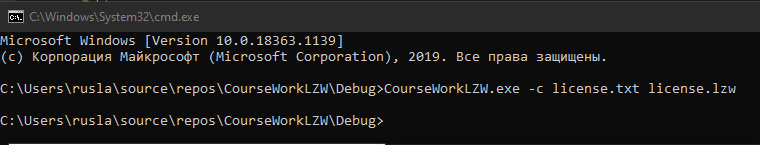 C:\Windows\System32\cmd.exe
Microsoft Windows [Version 10.0.18363.1139]
(c) Корпорация Майкрософт (Microsoft Corporation), 2019. Все права защищены.
C:\Users\rusla\source\repos\CourseWorkLZW\Debug>CourseWorkLZW.exe -c license.txt license.lzw
C:\Users\rusla\source\repos\CourseWorkLZW\Debug>